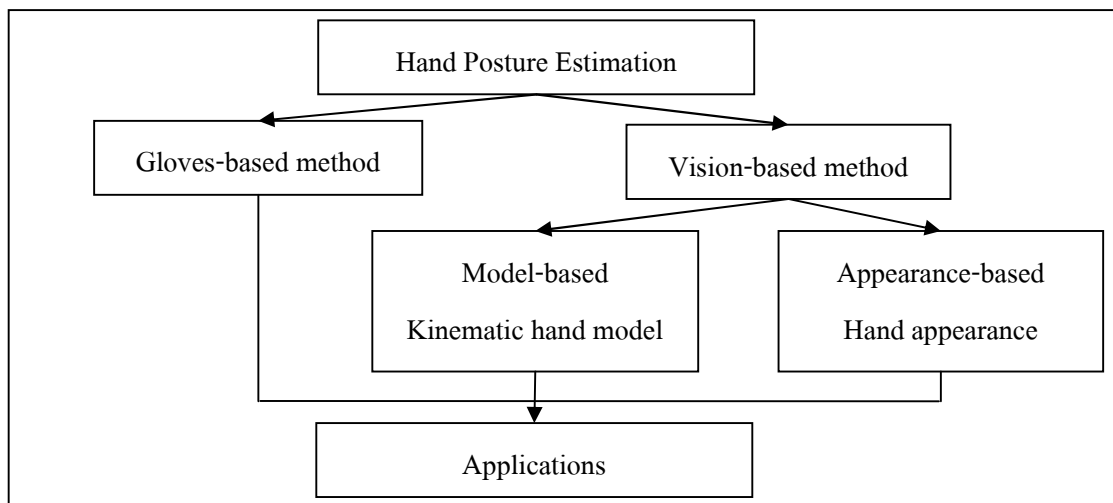 Hand Posture Estimation
Gloves-based method
Vision-based method
Model-based
Kinematic hand model
Appearance-based
Hand appearance
Applications